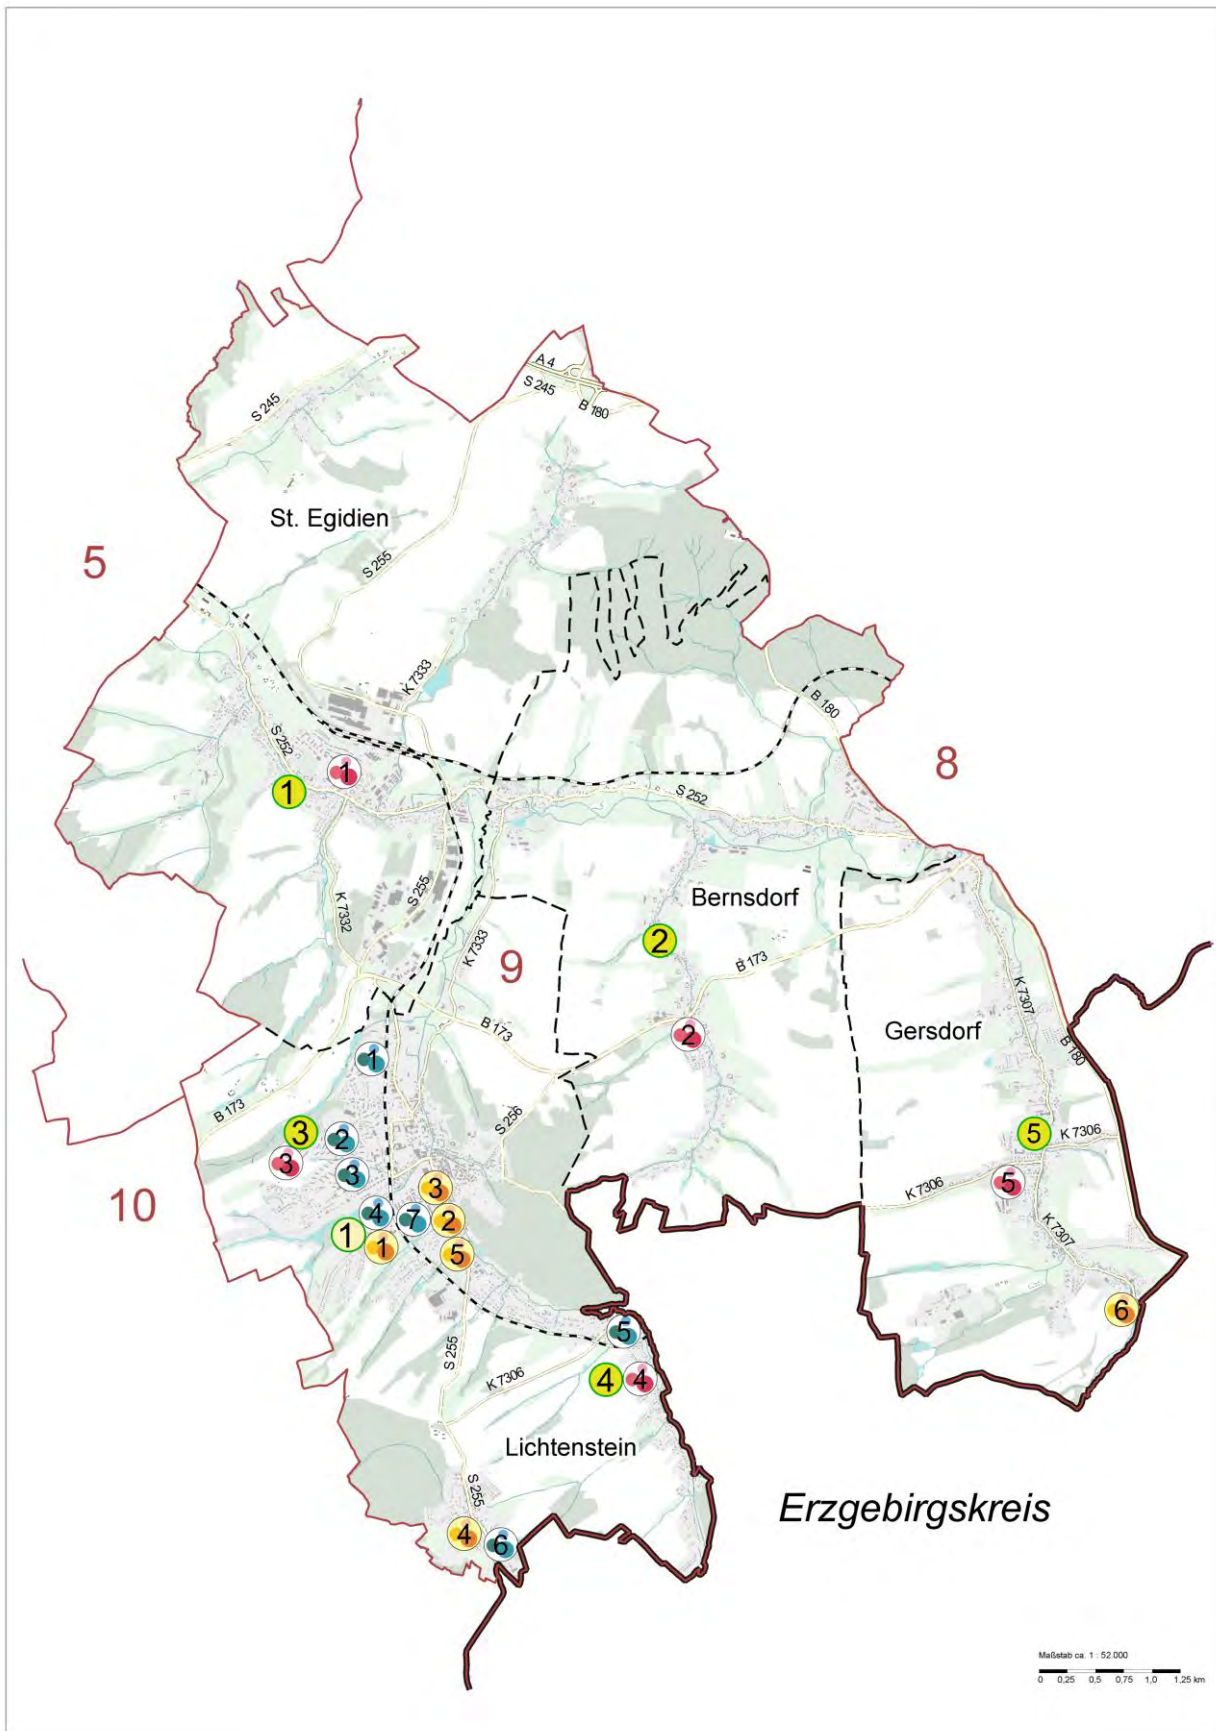 A 4
S 245
B 180
S 245
St. Egidien
5
S 255
K 7333
B 180
S 252
1
1
8
S 252
Bernsdorf
K 7332
S 255
K 7333
2
9
B 173
B 173
2
Gersdorf
K 7307
B 180
1
B 173
S 256
3
2
3
3
5
K 7306
K 7306
5
10
3
4
7
2
1
1
5
K 7307
6
5
S 255
K 7306
4
4
Lichtenstein
S 255
Erzgebirgskreis
4
6
Maßstab ca. 1 : 52.000
0 0,25 0,5 0,75 1,0 1,25 km